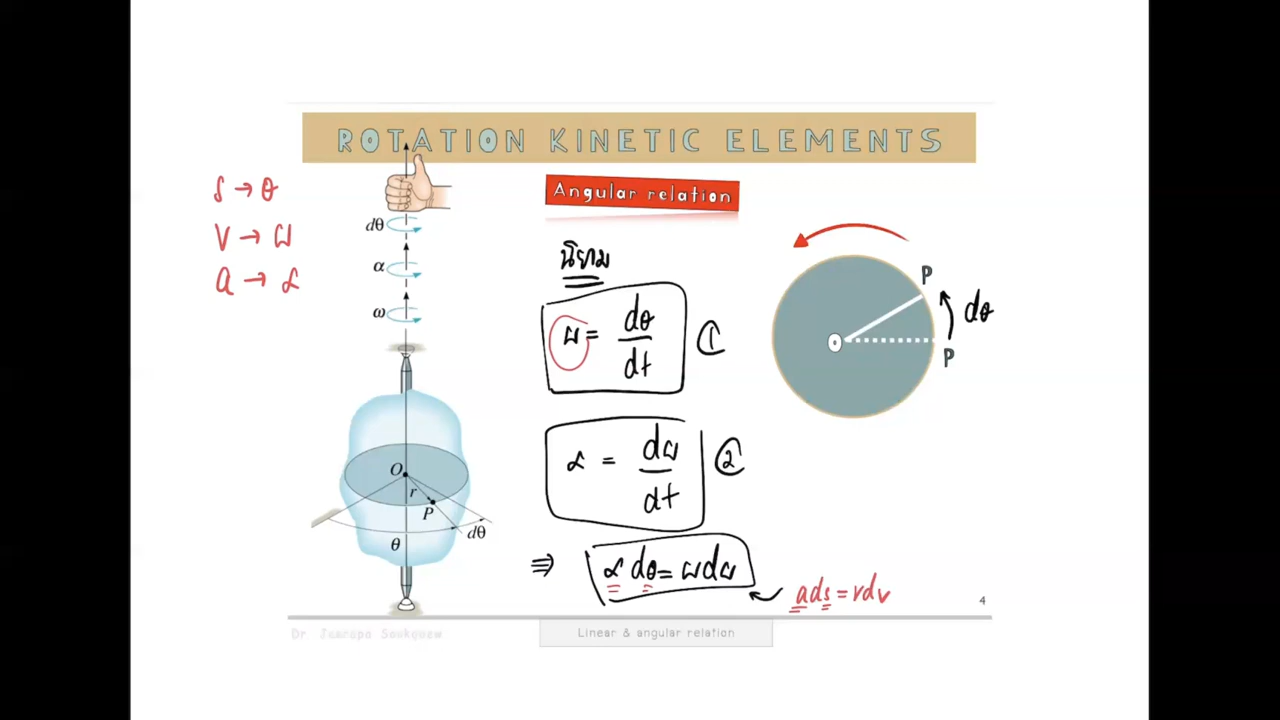 ROTATION KINETIC ELEMENTS
Angular relation
s → θ
v → ω
a → α
dθ
α
ω
O
r
P
dθ
θ
นิยาม
ω = dθ/dt ①
α = dω/dt ②
⇒ α dθ = ω dω
a ds = v dv
P
dθ
O
P
4
Linear & angular relation